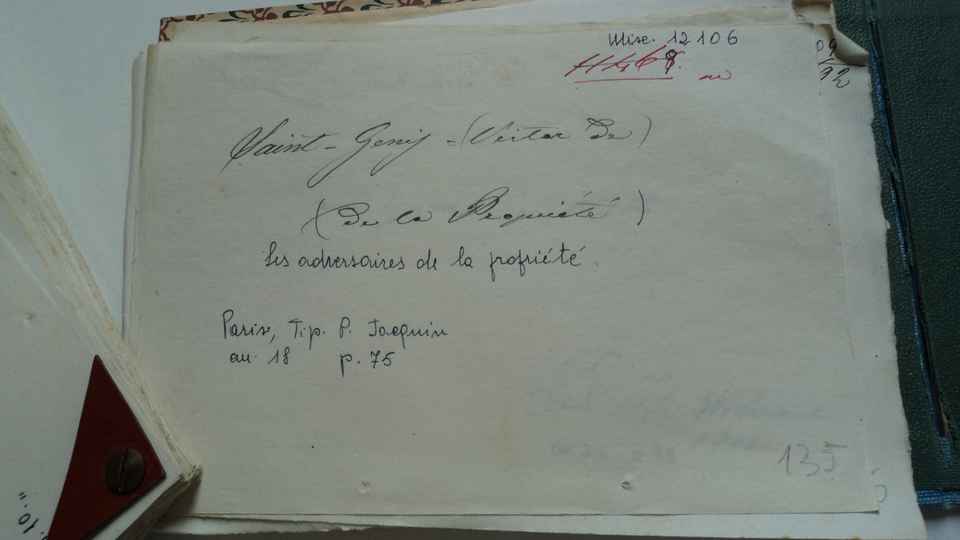 Misc. 12106
Saint-Genis-(Victor De)
(De la Propriété)
Les adversaires de la propriété.
Paris, Tip. P. Jacquin
au. 18 p. 75
135